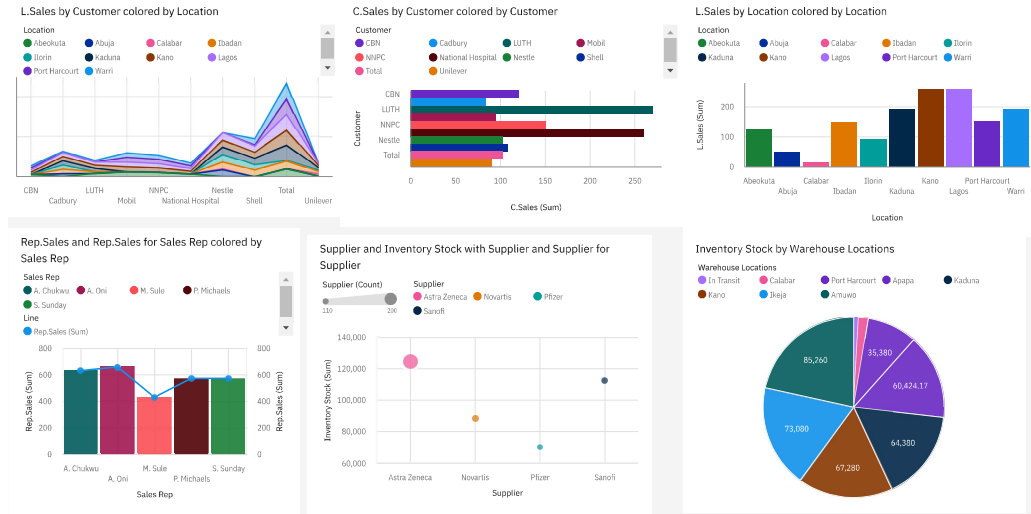 L.Sales by Customer colored by Location
Location
Abeokuta Abuja Calabar Ibadan
Ilorin Kaduna Kano Lagos
Port Harcourt Warri
CBN LUTH NNPC Nestle Total
Cadbury Mobil National Hospital Shell Unilever
C.Sales by Customer colored by Customer
Customer
CBN Cadbury LUTH Mobil
NNPC National Hospital Nestle Shell
Total Unilever
Customer
CBN
LUTH
NNPC
Nestle
Total
0 50 100 150 200 250
C.Sales (Sum)
L.Sales by Location colored by Location
Location
Abeokuta Abuja Calabar Ibadan Ilorin
Kaduna Kano Lagos Port Harcourt Warri
L.Sales (Sum)
200
100
0
Abeokuta Calabar Ilorin Kano Port Harcourt
Abuja Ibadan Kaduna Lagos Warri
Location
Rep.Sales and Rep.Sales for Sales Rep colored by
Sales Rep
Sales Rep
A. Chukwu A. Oni M. Sule P. Michaels
S. Sunday
Line
Rep.Sales (Sum)
800 800
600 600
400 400
200 200
0 0
Rep.Sales (Sum)
Rep.Sales (Sum)
A. Chukwu M. Sule S. Sunday
A. Oni P. Michaels
Sales Rep
Supplier and Inventory Stock with Supplier and Supplier for
Supplier
Supplier (Count)
110 296
Supplier
Astra Zeneca Novartis Pfizer
Sanofi
Inventory Stock (Sum)
140,000
120,000
100,000
80,000
60,000
Astra Zeneca Novartis Pfizer Sanofi
Supplier
Inventory Stock by Warehouse Locations
Warehouse Locations
In Transit Calabar Port Harcourt Apapa Kaduna
Kano Ikeja Amuwo
35,380
85,260
60,424.17
73,080
64,380
67,280